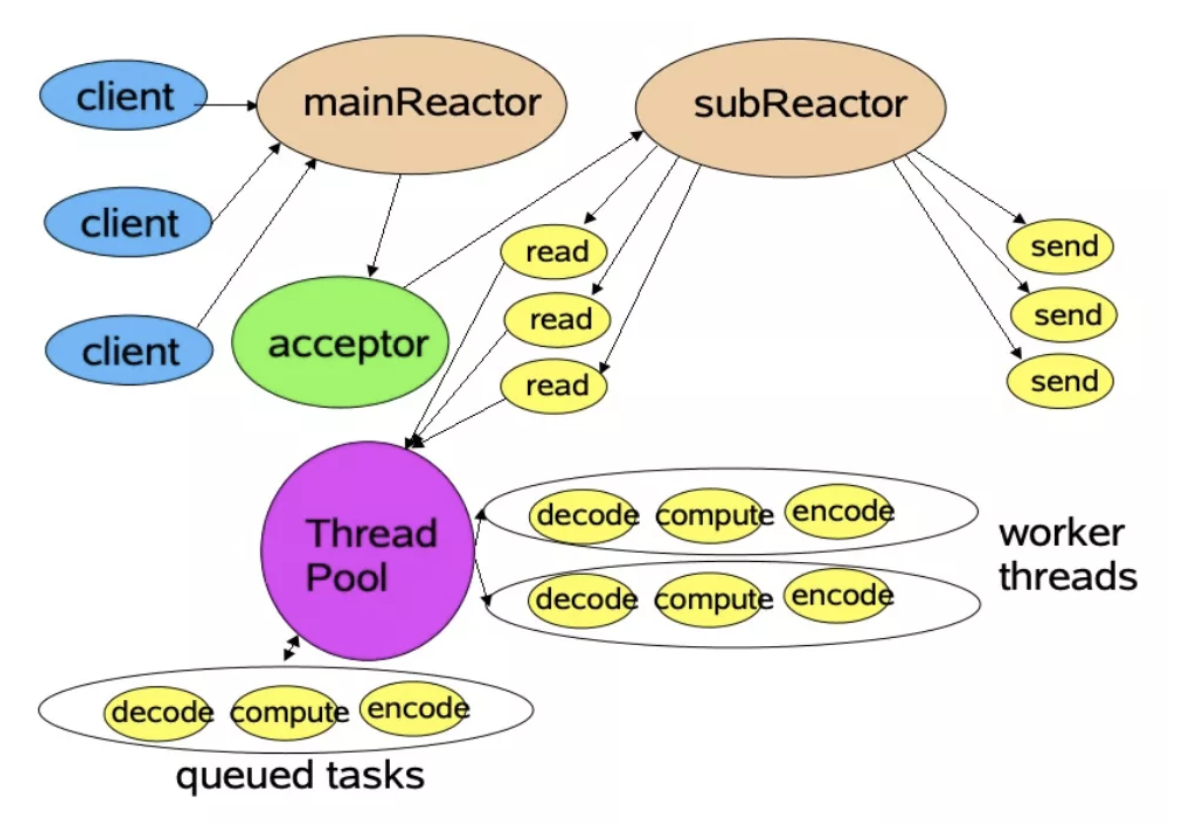 client
mainReactor
subReactor
client
client
acceptor
read
read
read
send
send
send
Thread
Pool
decode compute encode
decode compute encode
worker
threads
decode compute encode
queued tasks